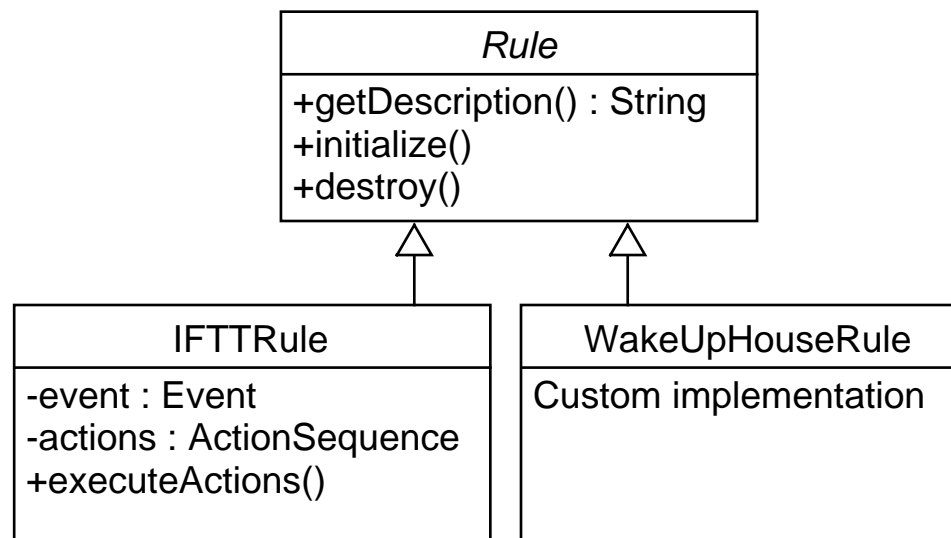 Rule
+getDescription() : String
+initialize()
+destroy()
IFTTRule
-event : Event
-actions : ActionSequence
+executeActions()
WakeUpHouseRule
Custom implementation